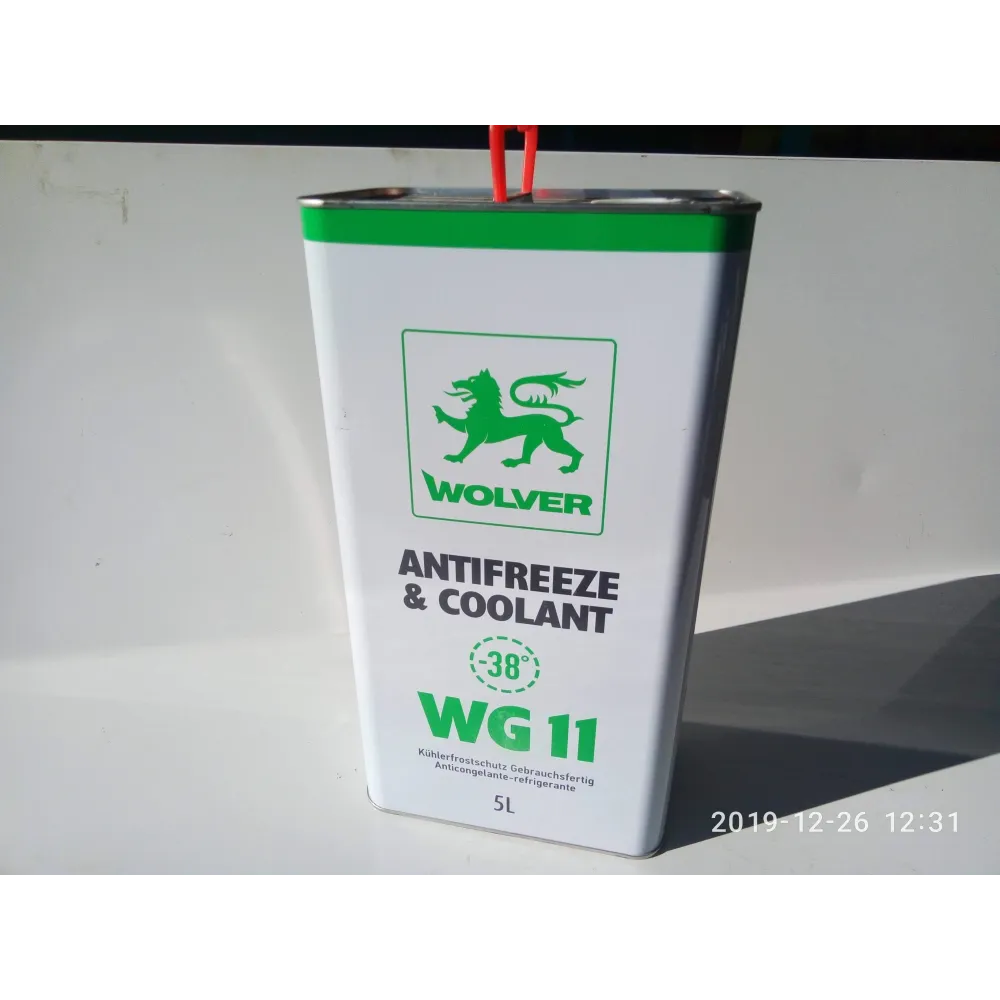 WOLVER
ANTIFREEZE
& COOLANT
-38°
WG 11
Kühlerfrostschutz Gebrauchsfertig
Anticongelante-refrigerante
5L
2019-12-26 12:31